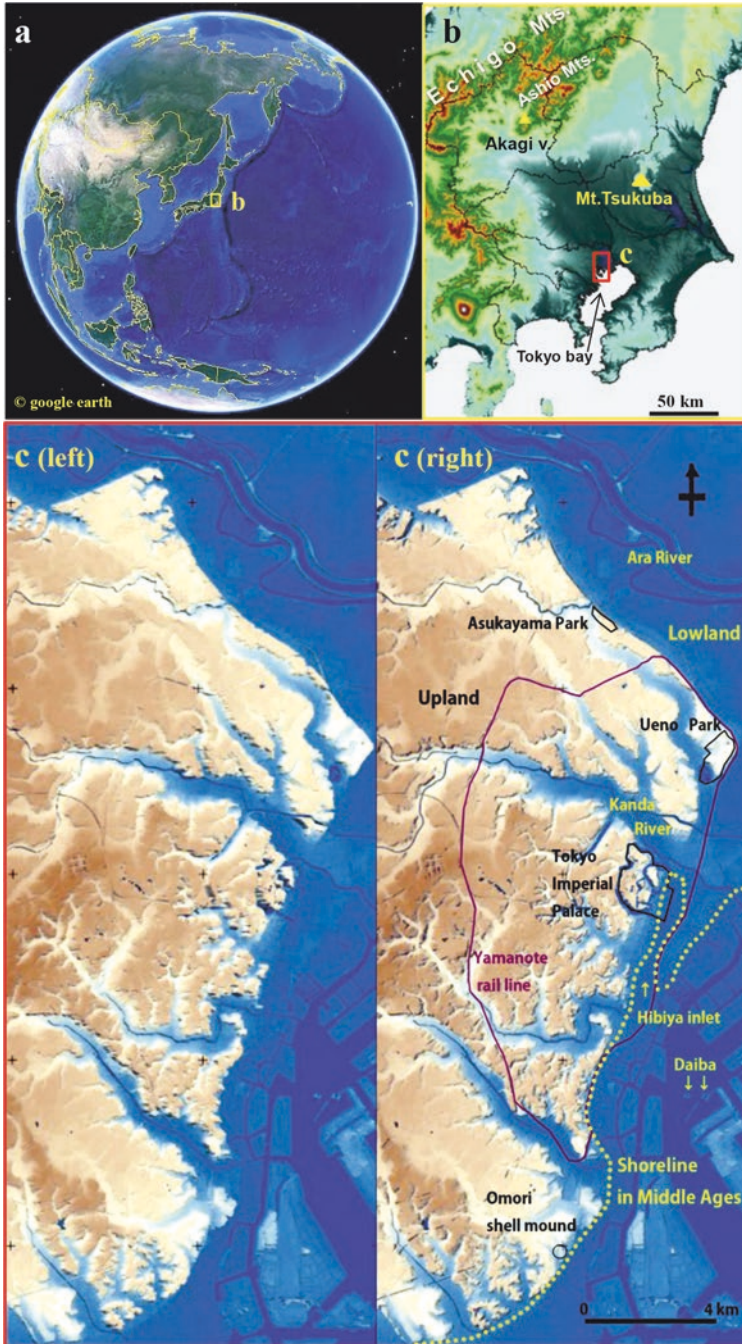 a
b
© google earth
b
Echigo Mts.
Ashio Mts.
Akagi v.
Mt.Tsukuba
c
Tokyo bay
50 km
c (left)
c (right)
Ara River
Asukayama Park
Lowland
Upland
Ueno Park
Kanda
River
Tokyo
Imperial
Palace
Yamanote
rail line
Hibiya inlet
Daiba
↓ ↓
Shoreline
in Middle Ages
Omori
shell mound
0 4 km